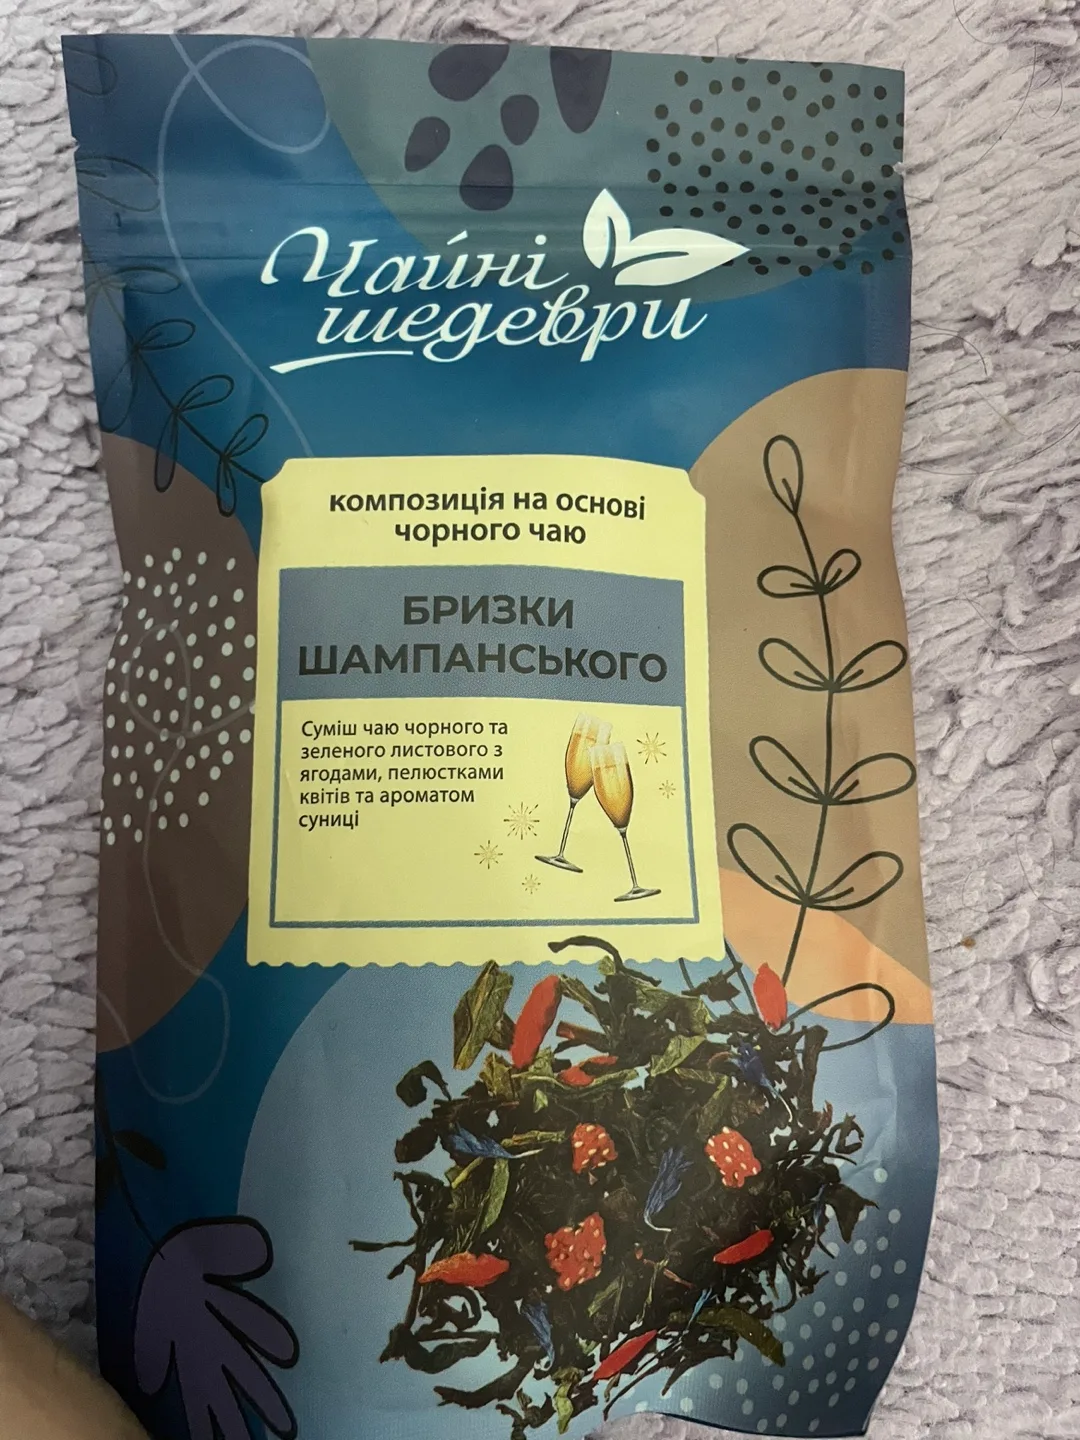 Чайні
шедеври
композиція на основі
чорного чаю
БРИЗКИ
ШАМПАНСЬКОГО
Суміш чаю чорного та
зеленого листового з
ягодами, пелюстками
квітів та ароматом
суниці